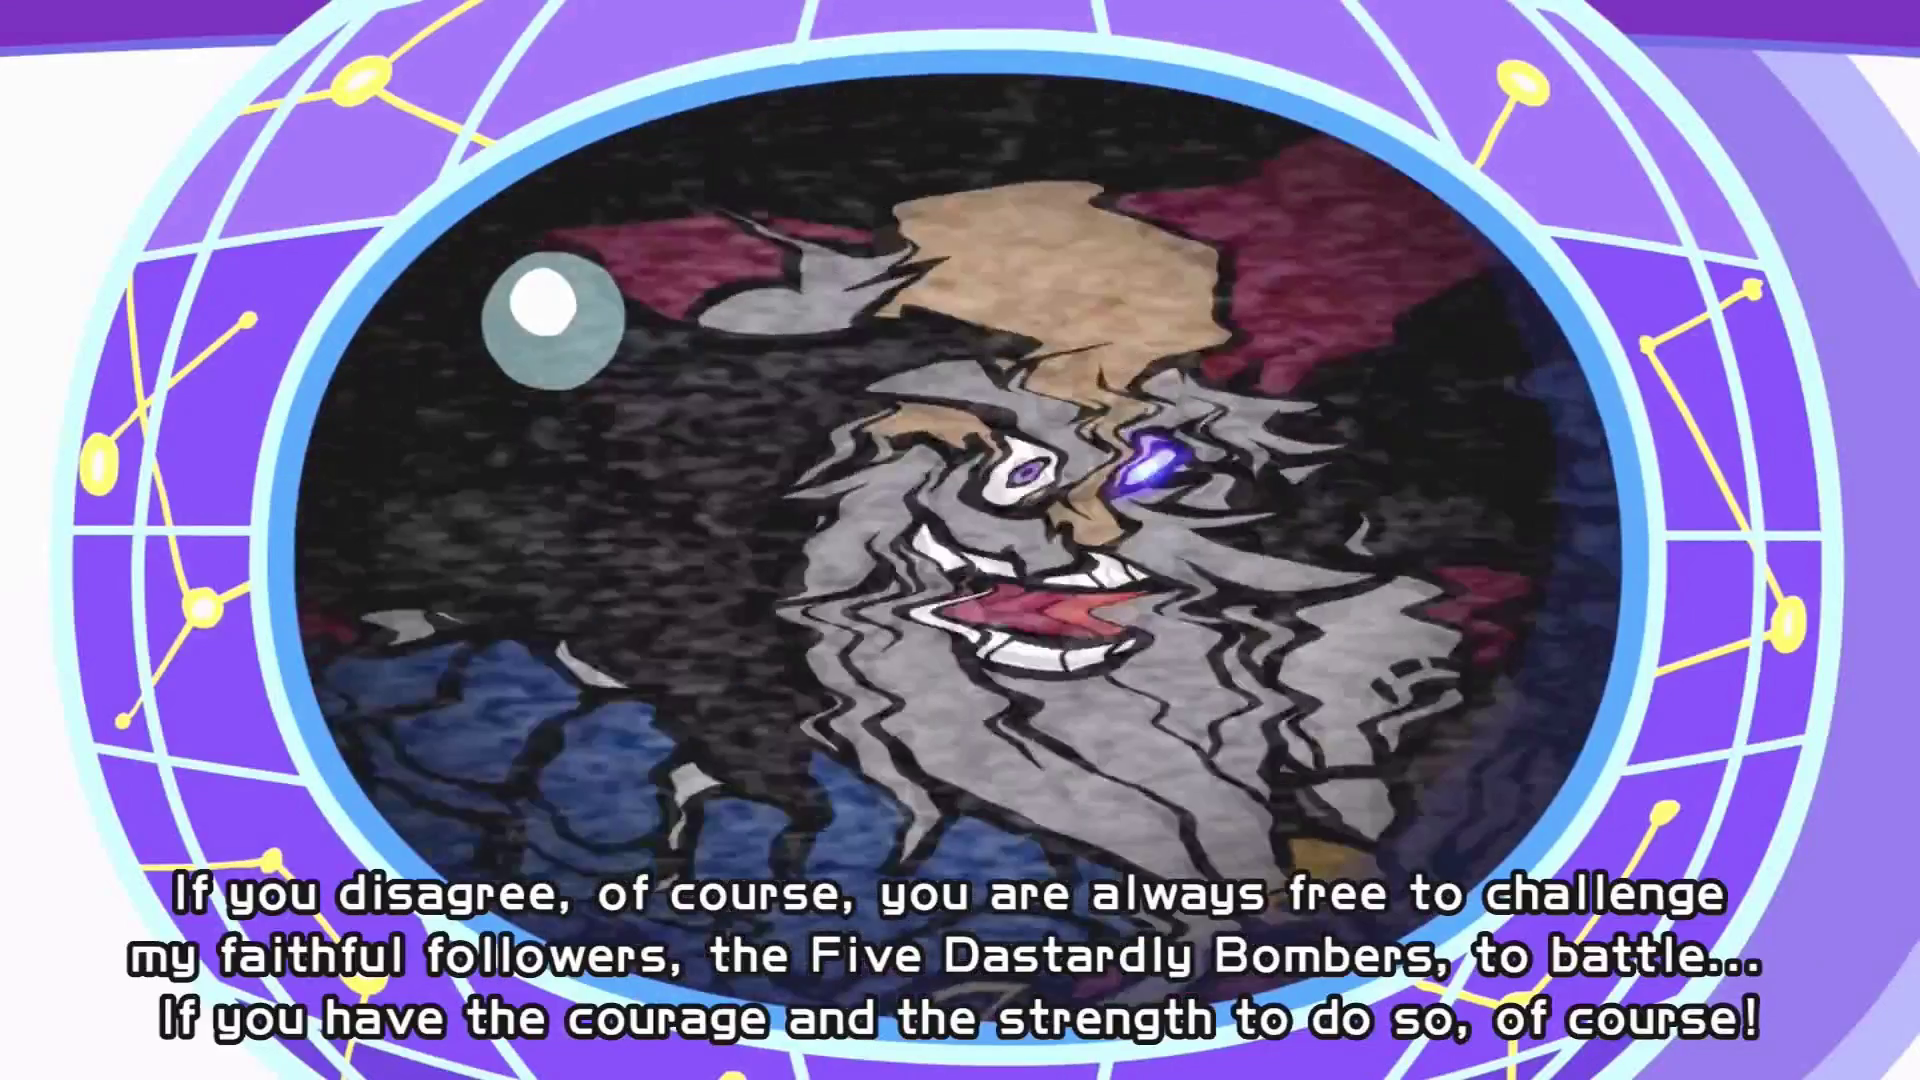 If you disagree, of course, you are always free to challenge
my faithful followers, the Five Dastardly Bombers, to battle...
If you have the courage and the strength to do so, of course!